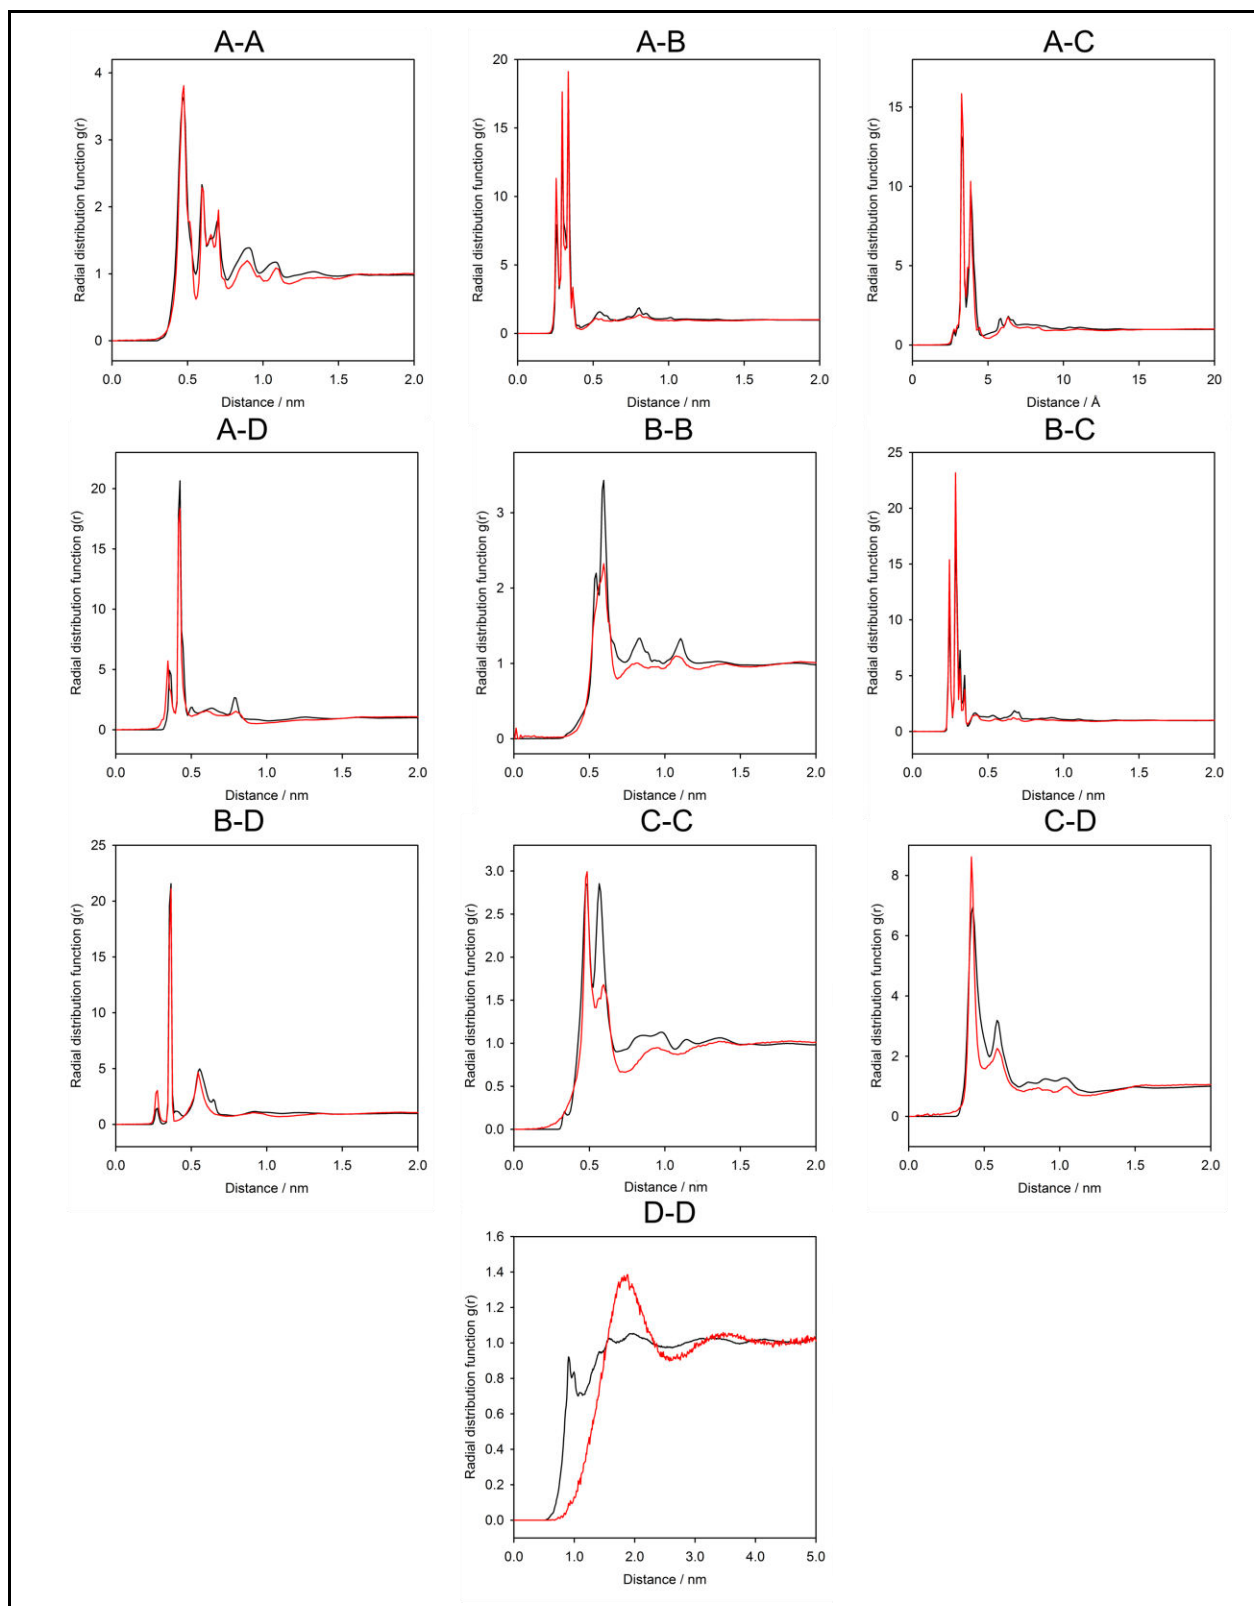 A-A
A-B
A-C
Radial distribution function g(r)
4
3
2
1
0
0.0 0.5 1.0 1.5 2.0
Distance / nm
Radial distribution function g(r)
20
15
10
5
0
0.0 0.5 1.0 1.5 2.0
Distance / nm
Radial distribution function g(r)
15
10
5
0
0 5 10 15 20
Distance / Å
A-D
B-B
B-C
Radial distribution function g(r)
20
15
10
5
0
0.0 0.5 1.0 1.5 2.0
Distance / nm
Radial distribution function g(r)
3
2
1
0
0.0 0.5 1.0 1.5 2.0
Distance / nm
Radial distribution function g(r)
25
20
15
10
5
0
0.0 0.5 1.0 1.5 2.0
Distance / nm
B-D
C-C
C-D
Radial distribution function g(r)
25
20
15
10
5
0
0.0 0.5 1.0 1.5 2.0
Distance / nm
Radial distribution function g(r)
3.0
2.5
2.0
1.5
1.0
0.5
0.0
0.0 0.5 1.0 1.5 2.0
Distance / nm
Radial distribution function g(r)
8
6
4
2
0
0.0 0.5 1.0 1.5 2.0
Distance / nm
D-D
Radial distribution function g(r)
1.6
1.4
1.2
1.0
0.8
0.6
0.4
0.2
0.0
0.0 1.0 2.0 3.0 4.0 5.0
Distance / nm